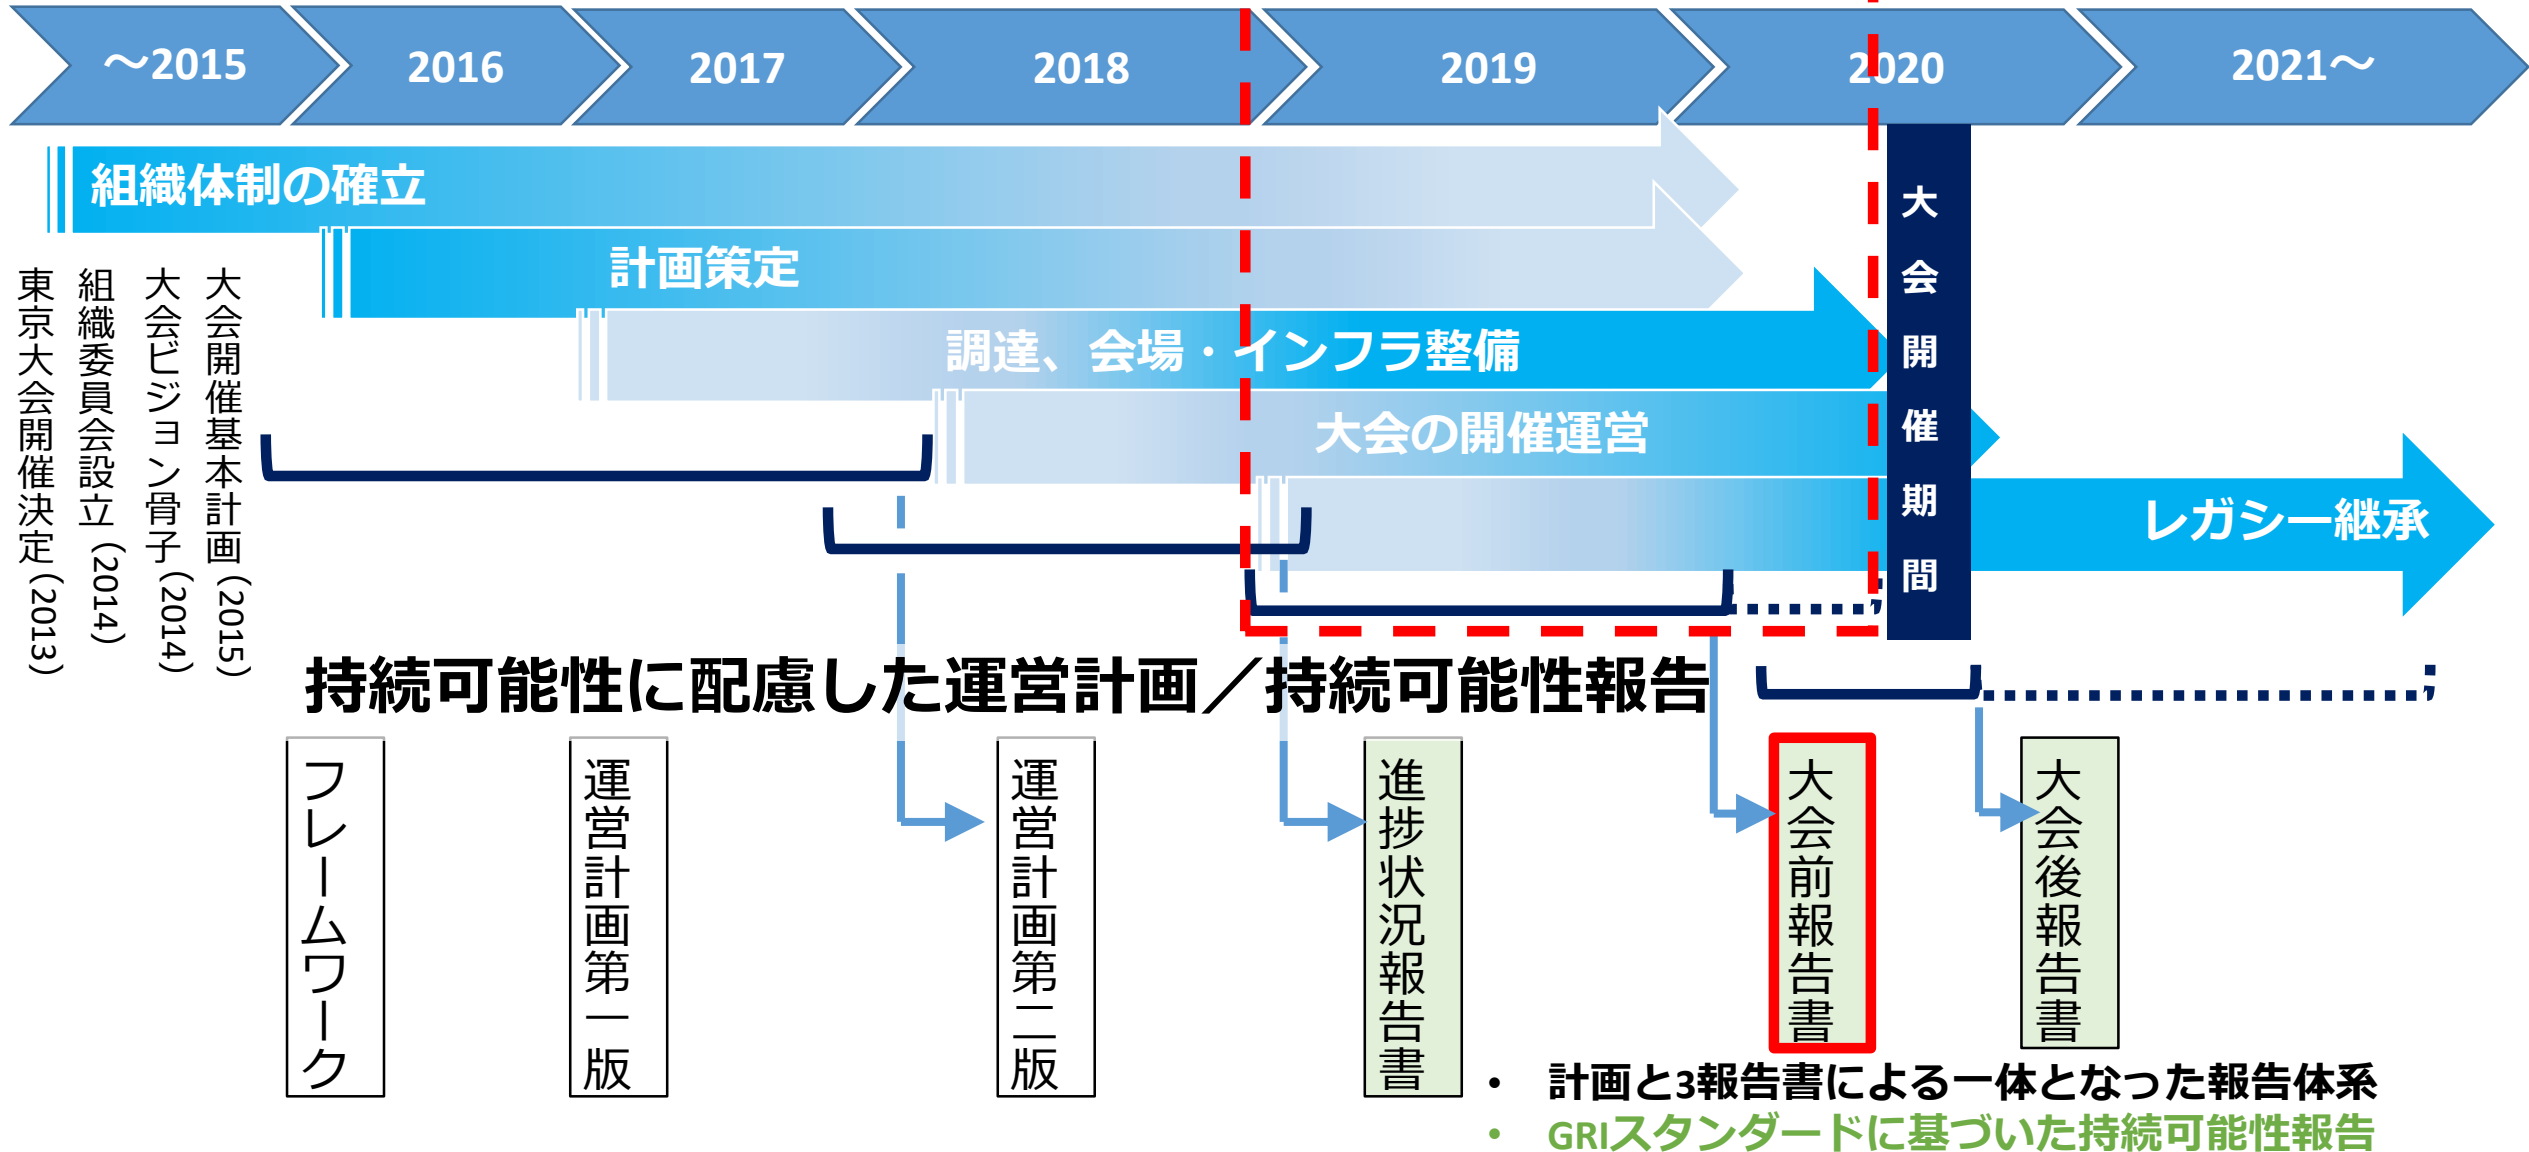 ～2015
2016
2017
2018
2019
2020
2021～
組織体制の確立
計画策定
調達、会場・インフラ整備
大会の開催運営
レガシー継承
大会開催期間
東京大会開催決定(2013)
組織委員会設立(2014)
大会ビジョン骨子(2014)
大会開催基本計画(2015)
持続可能性に配慮した運営計画／持続可能性報告
フレームワーク
運営計画第一版
運営計画第二版
進捗状況報告書
大会前報告書
大会後報告書
• 計画と3報告書による一体となった報告体系
• GRIスタンダードに基づいた持続可能性報告